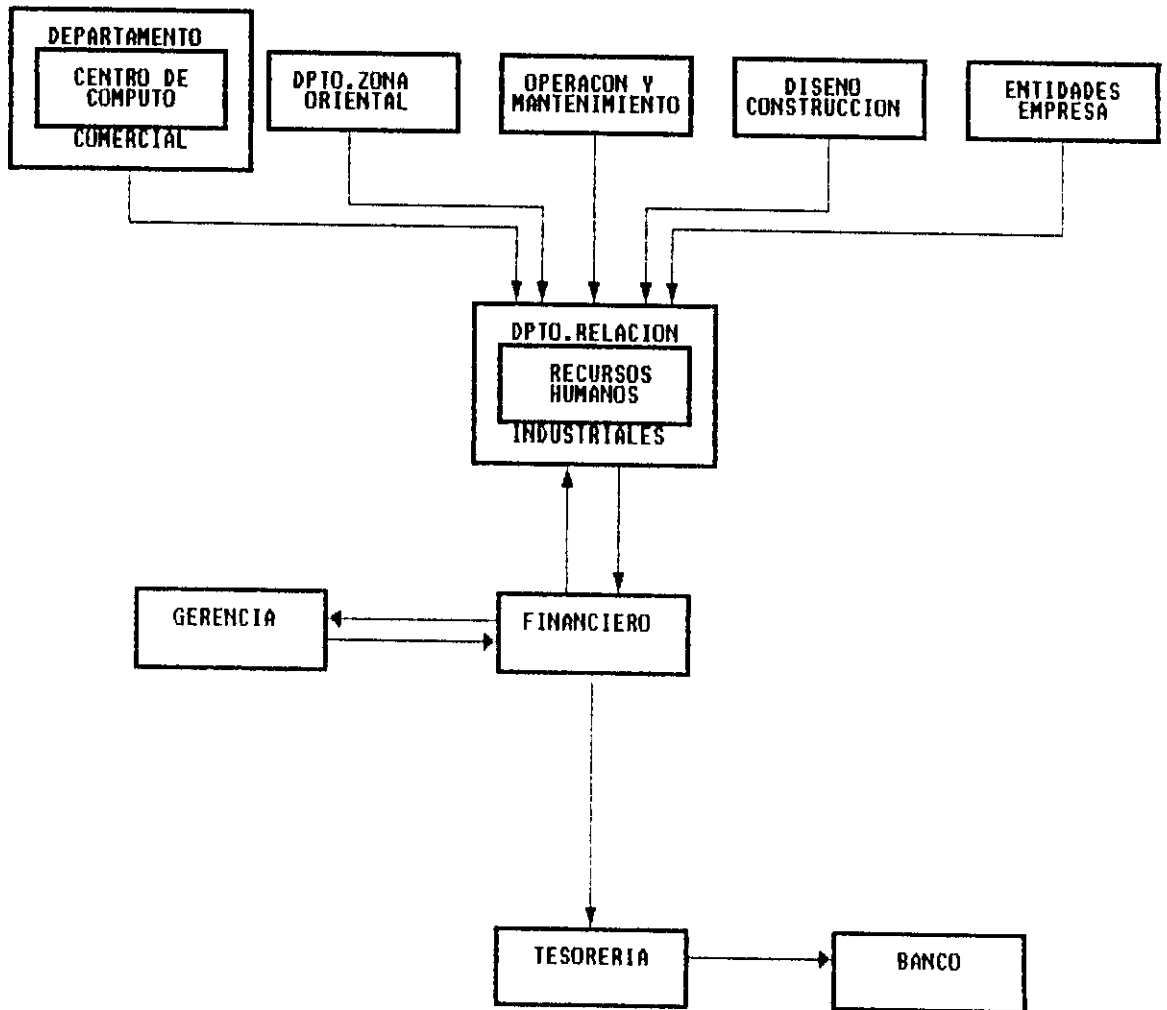 DEPARTAMENTO
CENTRO DE
COMPUTO
COMERCIAL
DPTO.ZONA
ORIENTAL
OPERACON Y
MANTENIMIENTO
DISENO
CONSTRUCCION
ENTIDADES
EMPRESA
DPTO.RELACION
RECURSOS
HUMANOS
INDUSTRIALES
GERENCIA
FINANCIERO
TESORERIA
BANCO